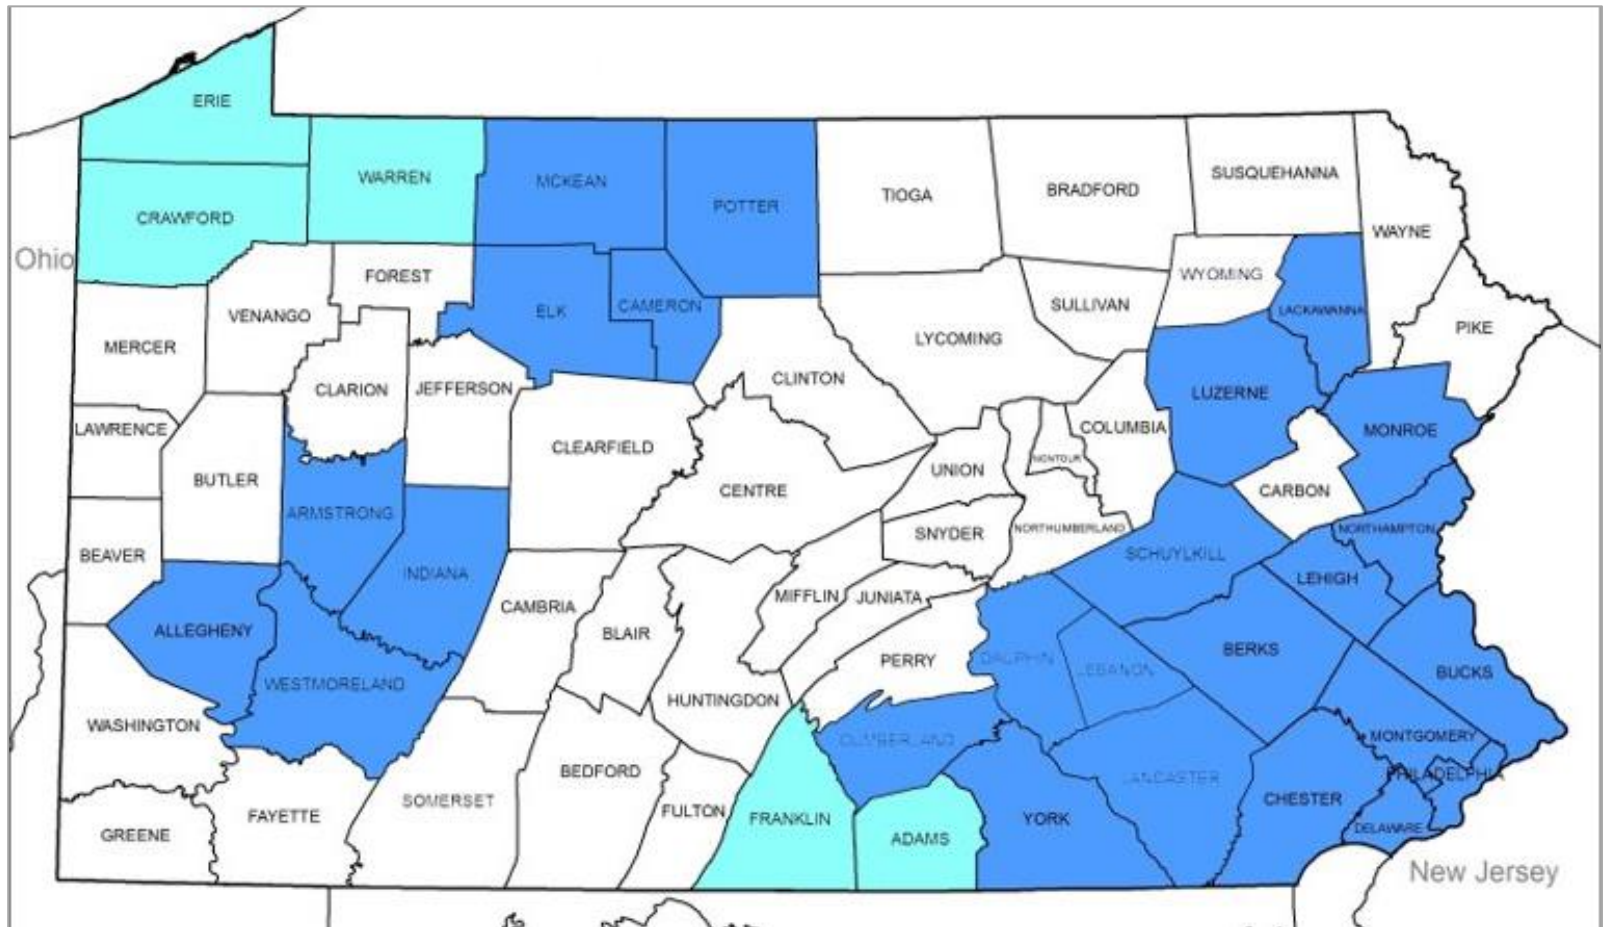 ERIE
WARREN
MCKEAN
POTTER
TIOGA
BRADFORD
SUSQUEHANNA
WAYNE
CRAWFORD
Ohio
FOREST
ELK
CAMERON
WYOMING
LACKAWANNA
SULLIVAN
PIKE
VENANGO
MERCER
LYCOMING
CLARION
JEFFERSON
CLINTON
LUZERNE
LAWRENCE
COLUMBIA
MONROE
CLEARFIELD
BUTLER
CENTRE
UNION
MONTOUR
CARBON
ARMSTRONG
SNYDER
NORTHUMBERLAND
NORTHAMPTON
BEAVER
INDIANA
SCHUYLKILL
LEHIGH
CAMBRIA
MIFFLIN
JUNIATA
ALLEGHENY
BLAIR
PERRY
DAUPHIN
LEBANON
BERKS
BUCKS
WESTMORELAND
HUNTINGDON
WASHINGTON
CUMBERLAND
MONTGOMERY
BEDFORD
LANCASTER
PHILADELPHIA
SOMERSET
FULTON
FRANKLIN
YORK
CHESTER
FAYETTE
GREENE
ADAMS
DELAWARE
New Jersey